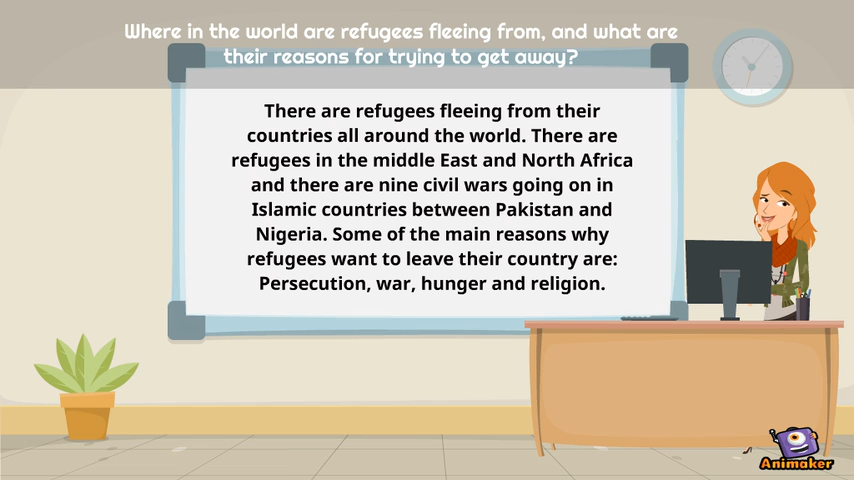 Where in the world are refugees fleeing from, and what are
their reasons for trying to get away?
There are refugees fleeing from their
countries all around the world. There are
refugees in the middle East and North Africa
and there are nine civil wars going on in
Islamic countries between Pakistan and
Nigeria. Some of the main reasons why
refugees want to leave their country are:
Persecution, war, hunger and religion.
Animaker